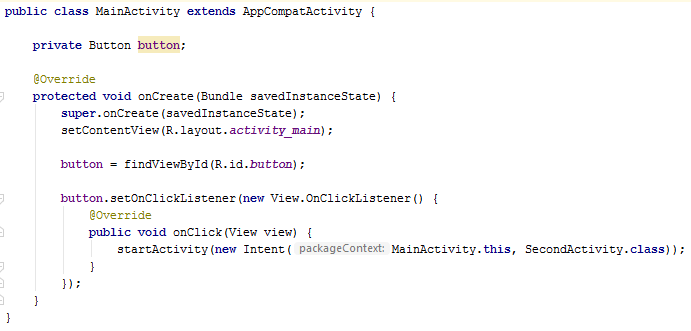 public class MainActivity extends AppCompatActivity {
private Button button;
@Override
protected void onCreate(Bundle savedInstanceState) {
super.onCreate(savedInstanceState);
setContentView(R.layout.activity_main);
button = findViewById(R.id.button);
button.setOnClickListener(new View.OnClickListener() {
@Override
public void onClick(View view) {
startActivity(new Intent( packageContext: MainActivity.this, SecondActivity.class));
}
});
}
}